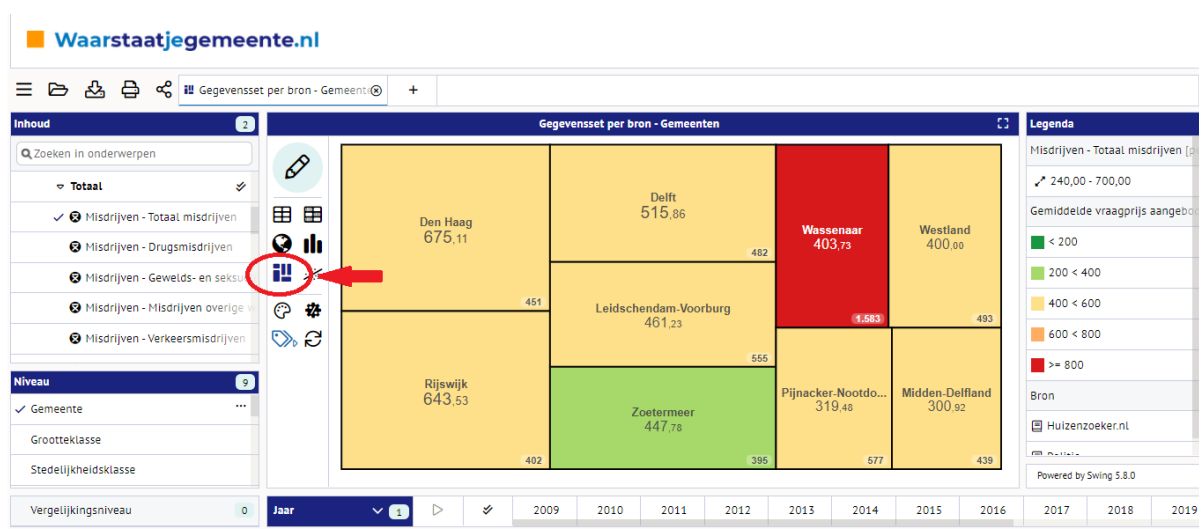 Waarstaatjegemeente.nl
Gegevensset per bron - Gemeente
+
Inhoud 2
Zoeken in onderwerpen
Totaal
Misdrijven - Totaal misdrijven
Misdrijven - Drugsmisdrijven
Misdrijven - Gewelds- en seksu
Misdrijven - Misdrijven overige
Misdrijven - Verkeersmisdrijven
Niveau 9
Gemeente ...
Grootteklasse
Stedelijkheidsklasse
Vergelijkingsniveau 0
Gegevensset per bron - Gemeenten
Den Haag
675,11
451
Rijswijk
643,53
402
Delft
515,86
482
Leidschendam-Voorburg
461,23
555
Zoetermeer
447,78
395
Wassenaar
403,73
1.583
Westland
400,00
493
Pijnacker-Nootdo...
319,48
577
Midden-Delfland
300,92
439
Legenda
Misdrijven - Totaal misdrijven [p
240,00 - 700,00
Gemiddelde vraagprijs aangebo
< 200
200 < 400
400 < 600
600 < 800
>= 800
Bron
Huizenzoeker.nl
Powered by Swing 5.8.0
Jaar 1
2009 2010 2011 2012 2013 2014 2015 2016 2017 2018 2019